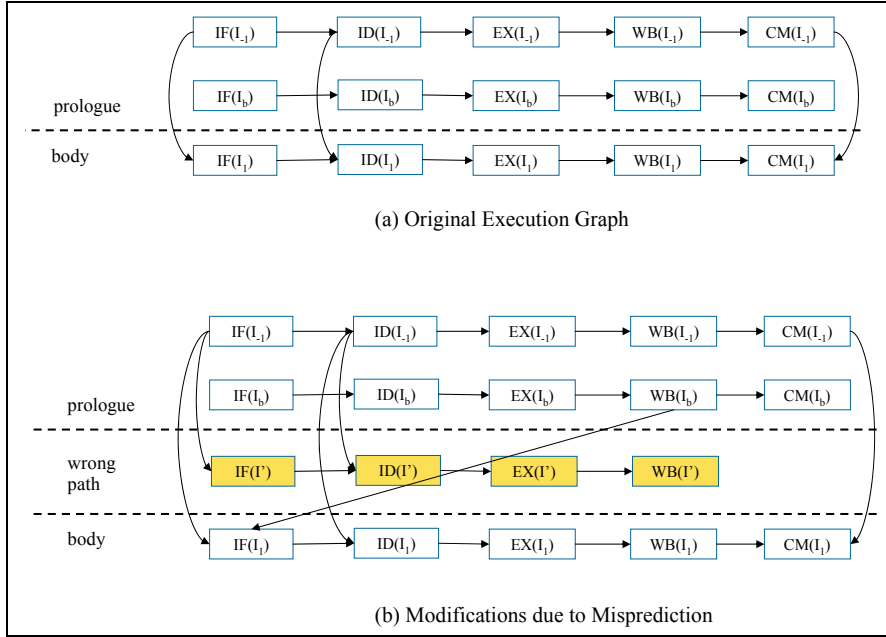 IF(I-1) ID(I-1) EX(I-1) WB(I-1) CM(I-1)
prologue IF(Ib) ID(Ib) EX(Ib) WB(Ib) CM(Ib)
body IF(I1) ID(I1) EX(I1) WB(I1) CM(I1)
(a) Original Execution Graph
IF(I-1) ID(I-1) EX(I-1) WB(I-1) CM(I-1)
prologue IF(Ib) ID(Ib) EX(Ib) WB(Ib) CM(Ib)
wrong path IF(I') ID(I') EX(I') WB(I')
body IF(I1) ID(I1) EX(I1) WB(I1) CM(I1)
(b) Modifications due to Misprediction